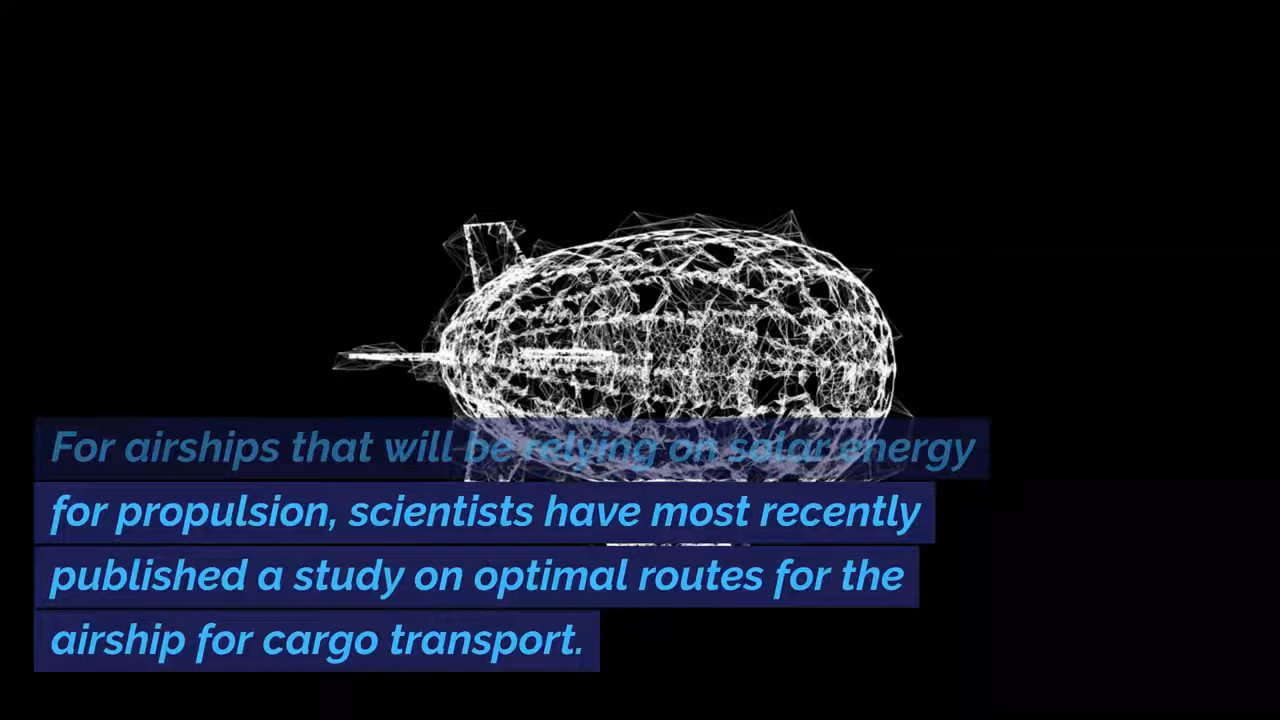 For airships that will be relying on solar energy
for propulsion, scientists have most recently
published a study on optimal routes for the
airship for cargo transport.